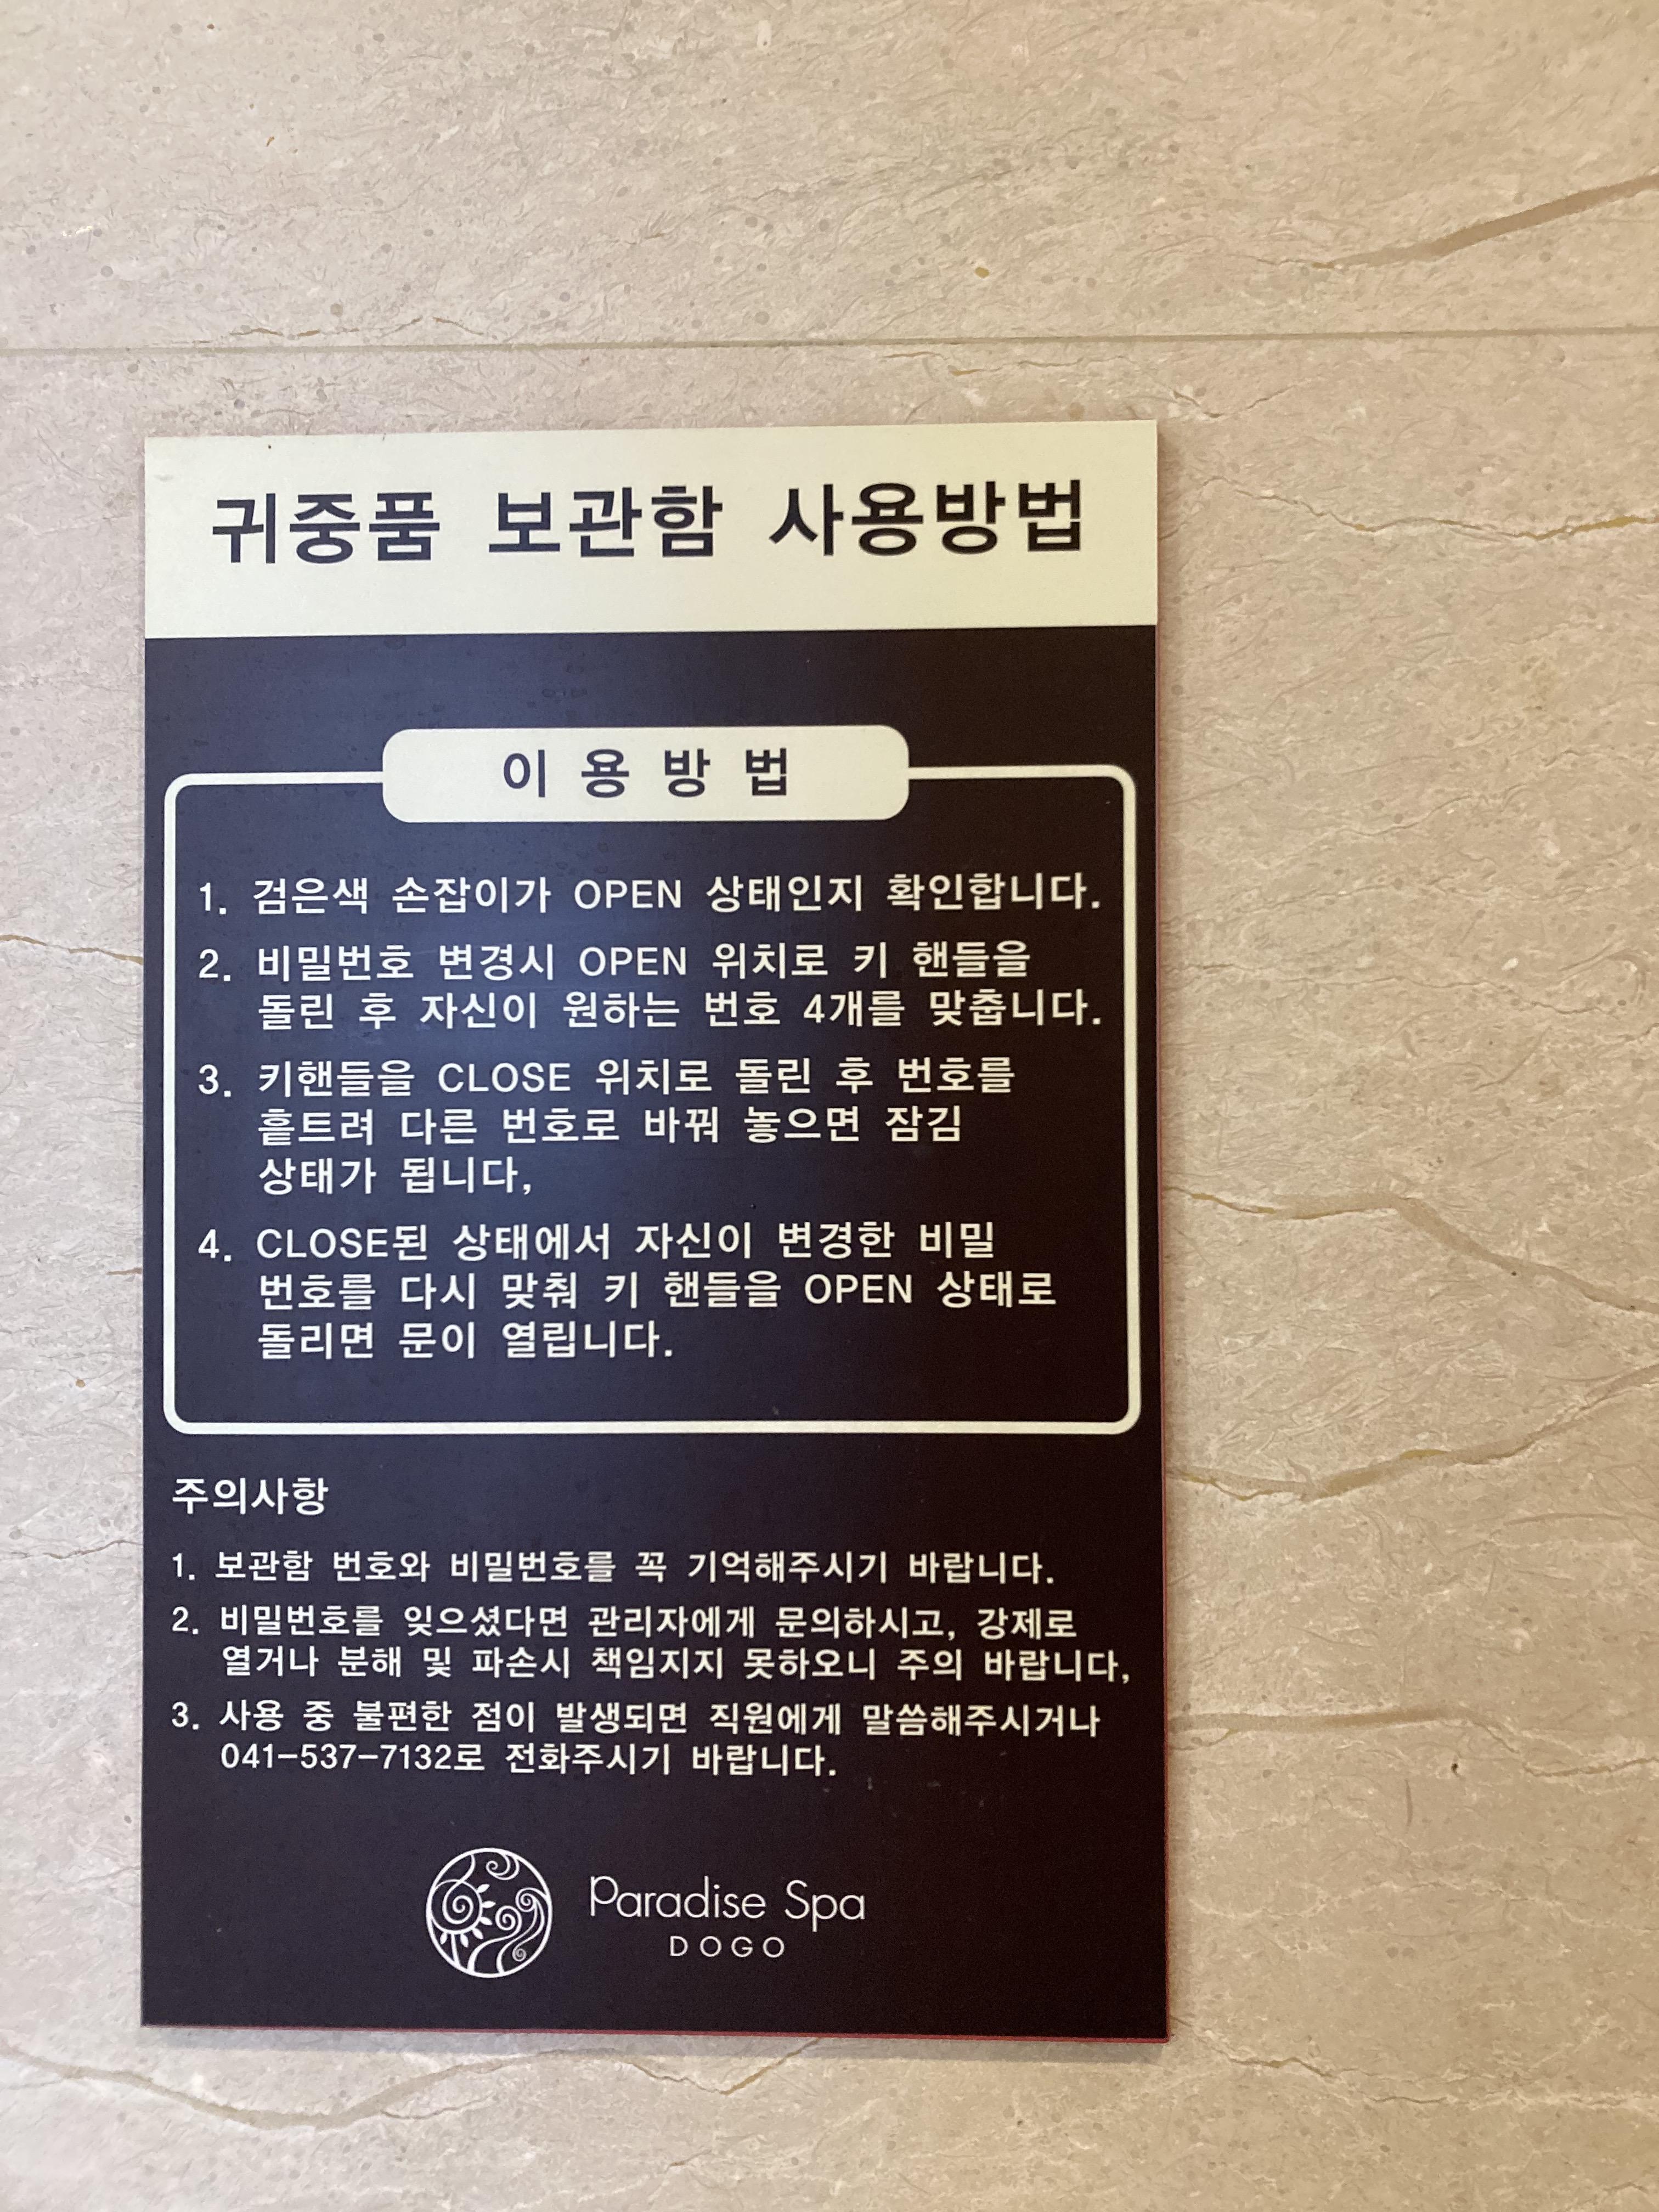 귀중품 보관함 사용방법
이 용 방 법
1. 검은색 손잡이가 OPEN 상태인지 확인합니다.
2. 비밀번호 변경시 OPEN 위치로 키 핸들을
돌린 후 자신이 원하는 번호 4개를 맞춥니다.
3. 키핸들을 CLOSE 위치로 돌린 후 번호를
흩트려 다른 번호로 바꿔 놓으면 잠김
상태가 됩니다,
4. CLOSE된 상태에서 자신이 변경한 비밀
번호를 다시 맞춰 키 핸들을 OPEN 상태로
돌리면 문이 열립니다.
주의사항
1. 보관함 번호와 비밀번호를 꼭 기억해주시기 바랍니다.
2. 비밀번호를 잊으셨다면 관리자에게 문의하시고, 강제로
열거나 분해 및 파손시 책임지지 못하오니 주의 바랍니다,
3. 사용 중 불편한 점이 발생되면 직원에게 말씀해주시거나
041-537-7132로 전화주시기 바랍니다.
Paradise Spa
DOGO